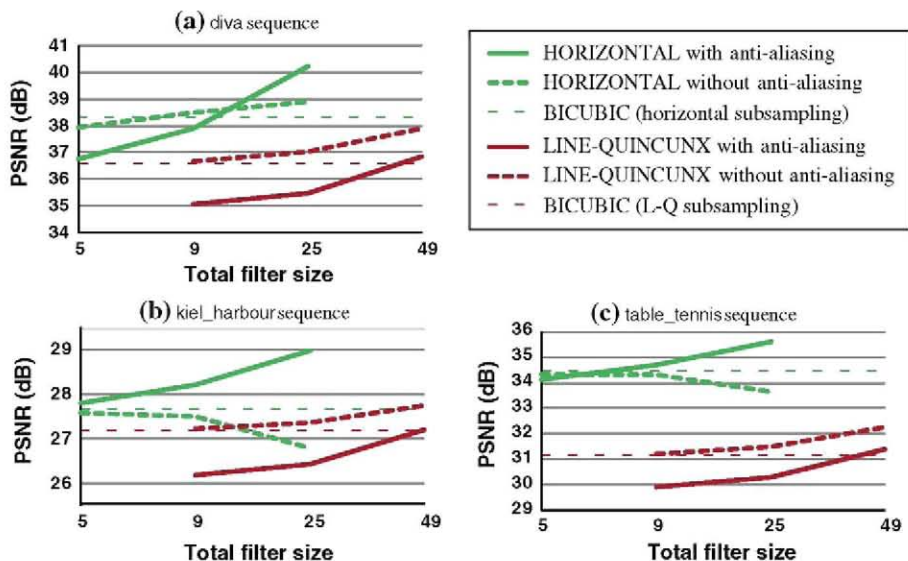 (a) diva sequence
41
40
39
38
37
36
35
34
PSNR (dB)
5 9 25 49
Total filter size
HORIZONTAL with anti-aliasing
HORIZONTAL without anti-aliasing
BICUBIC (horizontal subsampling)
LINE-QUINCUNX with anti-aliasing
LINE-QUINCUNX without anti-aliasing
BICUBIC (L-Q subsampling)
(b) kiel_harbour sequence
29
28
27
26
PSNR (dB)
5 9 25 49
Total filter size
(c) table_tennis sequence
36
35
34
33
32
31
30
29
PSNR (dB)
5 9 25 49
Total filter size